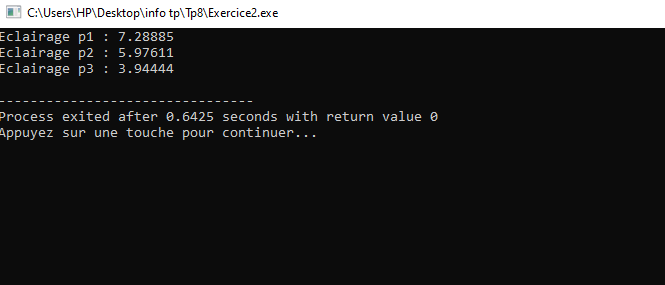 C:\Users\HP\Desktop\info tp\Tp8\Exercice2.exe
Eclairage p1 : 7.28885
Eclairage p2 : 5.97611
Eclairage p3 : 3.94444
--------------------------------
Process exited after 0.6425 seconds with return value 0
Appuyez sur une touche pour continuer...